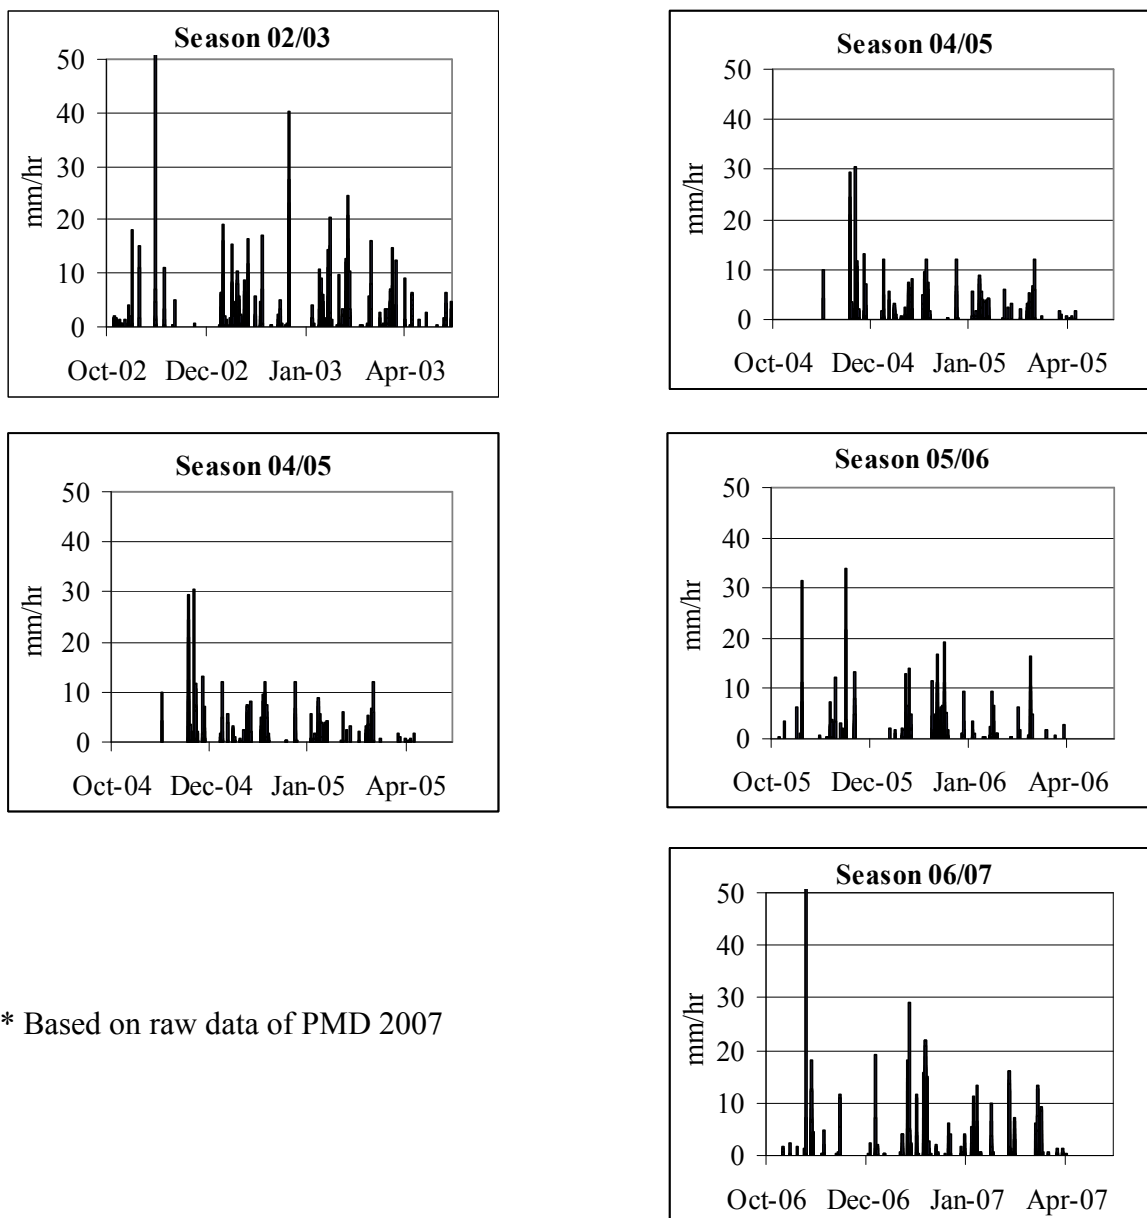 Season 02/03
50
40
30
20
10
0
mm/hr
Oct-02 Dec-02 Jan-03 Apr-03
Season 04/05
50
40
30
20
10
0
mm/hr
Oct-04 Dec-04 Jan-05 Apr-05
Season 04/05
50
40
30
20
10
0
mm/hr
Oct-04 Dec-04 Jan-05 Apr-05
Season 05/06
50
40
30
20
10
0
mm/hr
Oct-05 Dec-05 Jan-06 Apr-06
Season 06/07
50
40
30
20
10
0
mm/hr
Oct-06 Dec-06 Jan-07 Apr-07
* Based on raw data of PMD 2007